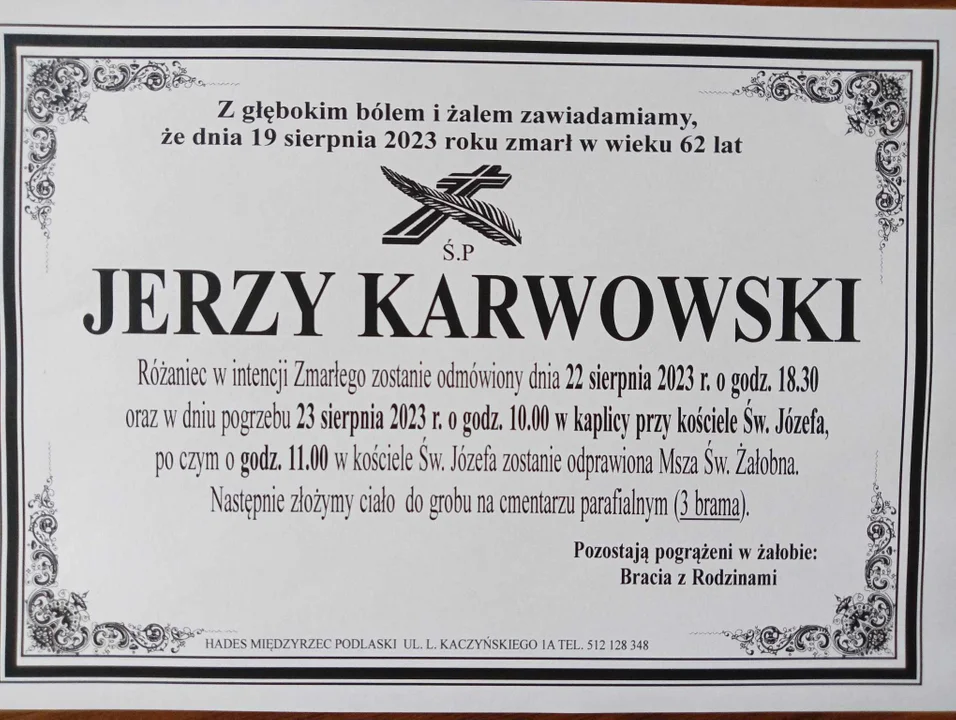 Z głębokim bólem i żalem zawiadamiamy,
że dnia 19 sierpnia 2023 roku zmarł w wieku 62 lat
Ś.P
JERZY KARWOWSKI
Różaniec w intencji Zmarłego zostanie odmówiony dnia 22 sierpnia 2023 r. o godz. 18.30
oraz w dniu pogrzebu 23 sierpnia 2023 r. o godz. 10.00 w kaplicy przy kościele Św. Józefa,
po czym o godz. 11.00 w kościele Św. Józefa zostanie odprawiona Msza Św. Żałobna.
Następnie złożymy ciało do grobu na cmentarzu parafialnym (3 brama).
Pozostają pogrążeni w żałobie:
Bracia z Rodzinami
HADES MIĘDZYRZEC PODLASKI UL. L. KACZYŃSKIEGO 1A TEL. 512 128 348